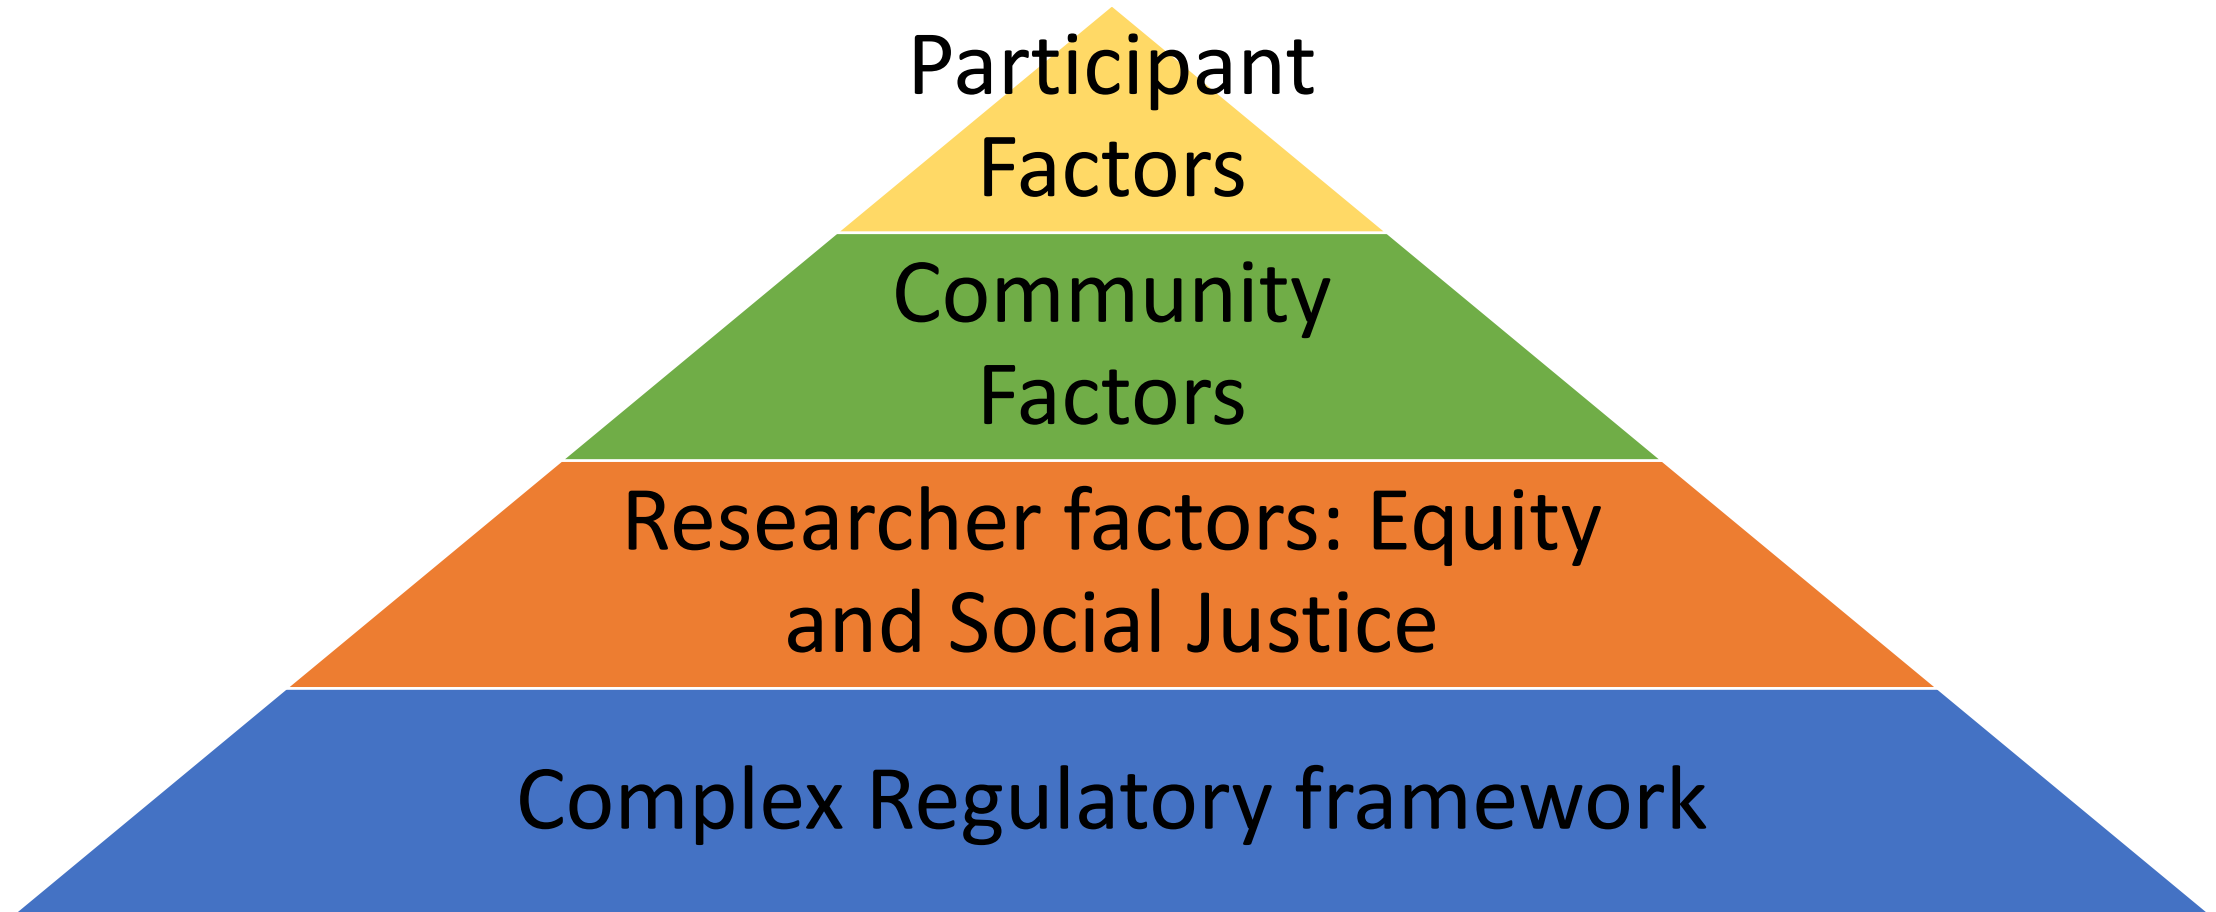 Participant
Factors
Community
Factors
Researcher factors: Equity
and Social Justice
Complex Regulatory framework